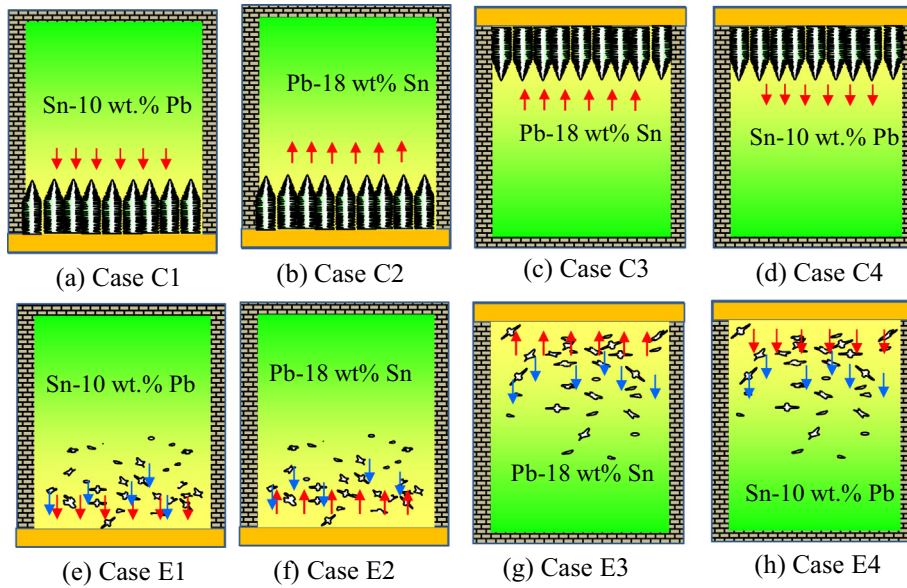 Sn-10 wt.% Pb
Pb-18 wt% Sn
Pb-18 wt% Sn
Sn-10 wt.% Pb
(a) Case C1
(b) Case C2
(c) Case C3
(d) Case C4
Sn-10 wt.% Pb
Pb-18 wt% Sn
Pb-18 wt% Sn
Sn-10 wt.% Pb
(e) Case E1
(f) Case E2
(g) Case E3
(h) Case E4